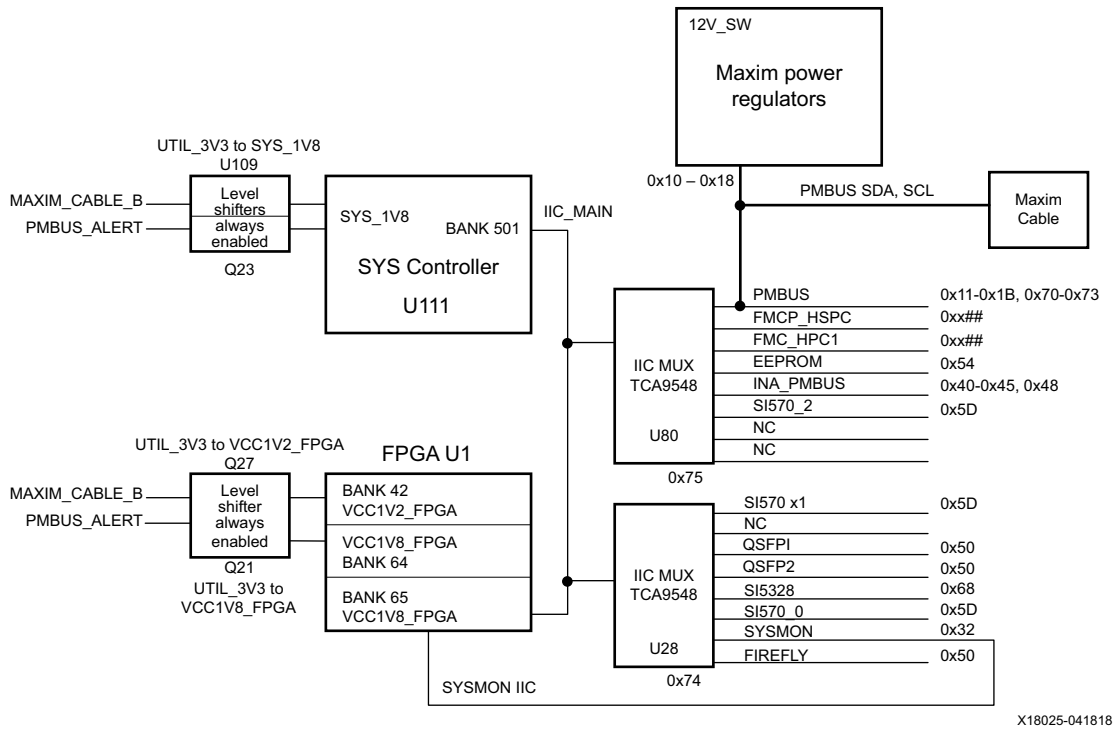 12V_SW
Maxim power
regulators
UTIL_3V3 to SYS_1V8
U109
MAXIM_CABLE_B
PMBUS_ALERT
Level
shifters
always
enabled
Q23
SYS_1V8
BANK 501
SYS Controller
U111
IIC_MAIN
0x10 – 0x18
PMBUS SDA, SCL
Maxim
Cable
IIC MUX
TCA9548
U80
0x75
PMBUS 0x11-0x1B, 0x70-0x73
FMCP_HSPC 0xx##
FMC_HPC1 0xx##
EEPROM 0x54
INA_PMBUS 0x40-0x45, 0x48
SI570_2 0x5D
NC
NC
UTIL_3V3 to VCC1V2_FPGA
Q27
MAXIM_CABLE_B
PMBUS_ALERT
Level
shifter
always
enabled
Q21
UTIL_3V3 to
VCC1V8_FPGA
FPGA U1
BANK 42
VCC1V2_FPGA
VCC1V8_FPGA
BANK 64
BANK 65
VCC1V8_FPGA
IIC MUX
TCA9548
U28
0x74
SI570 x1 0x5D
NC
QSFPI 0x50
QSFP2 0x50
SI5328 0x68
SI570_0 0x5D
SYSMON 0x32
FIREFLY 0x50
SYSMON IIC
X18025-041818